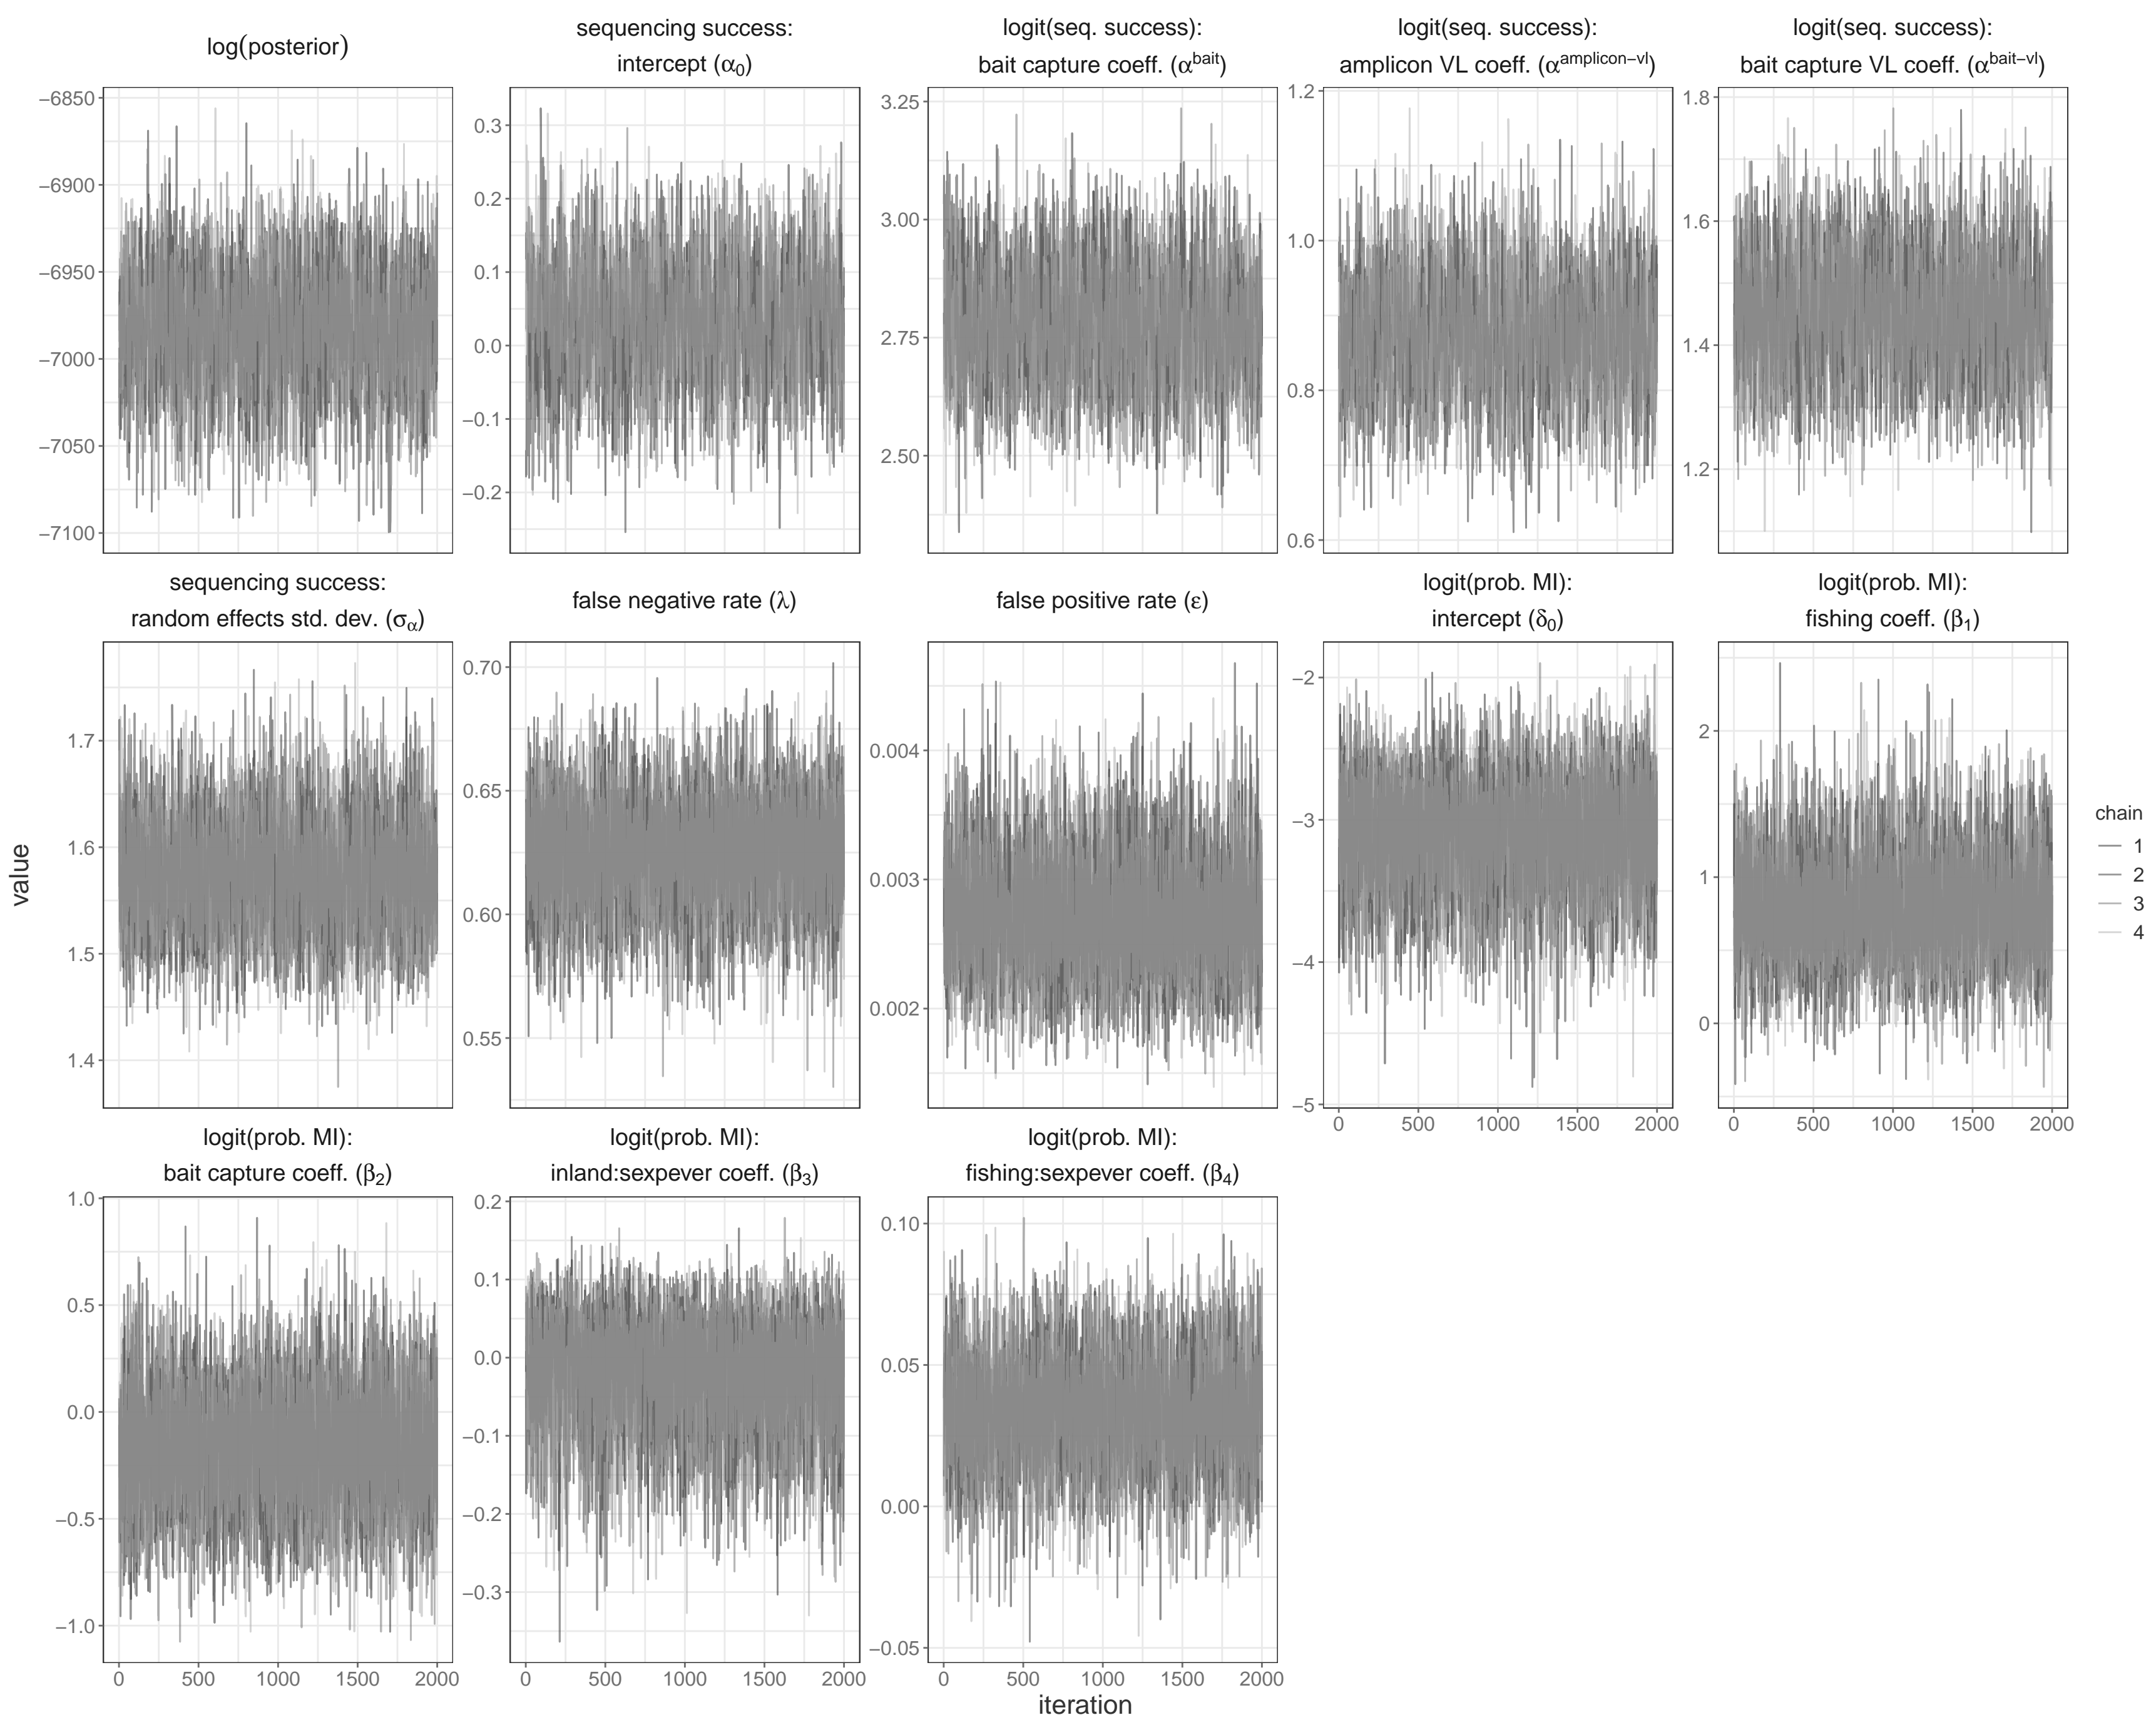 log(posterior)
−6850
−6900
−6950
−7000
−7050
−7100
sequencing success:
intercept (α₀)
0.3
0.2
0.1
0.0
−0.1
−0.2
logit(seq. success):
bait capture coeff. (α^bait)
3.25
3.00
2.75
2.50
logit(seq. success):
amplicon VL coeff. (α^amplicon−vl)
1.2
1.0
0.8
0.6
logit(seq. success):
bait capture VL coeff. (α^bait−vl)
1.8
1.6
1.4
1.2
sequencing success:
random effects std. dev. (σ_α)
1.7
1.6
1.5
1.4
false negative rate (λ)
0.70
0.65
0.60
0.55
false positive rate (ε)
0.004
0.003
0.002
logit(prob. MI):
intercept (δ₀)
−2
−3
−4
−5
0 500 1000 1500 2000
logit(prob. MI):
fishing coeff. (β₁)
2
1
0
0 500 1000 1500 2000
logit(prob. MI):
bait capture coeff. (β₂)
1.0
0.5
0.0
−0.5
−1.0
0 500 1000 1500 2000
logit(prob. MI):
inland:sexpever coeff. (β₃)
0.2
0.1
0.0
−0.1
−0.2
−0.3
0 500 1000 1500 2000
logit(prob. MI):
fishing:sexpever coeff. (β₄)
0.10
0.05
0.00
−0.05
0 500 1000 1500 2000
value
iteration
chain
1
2
3
4